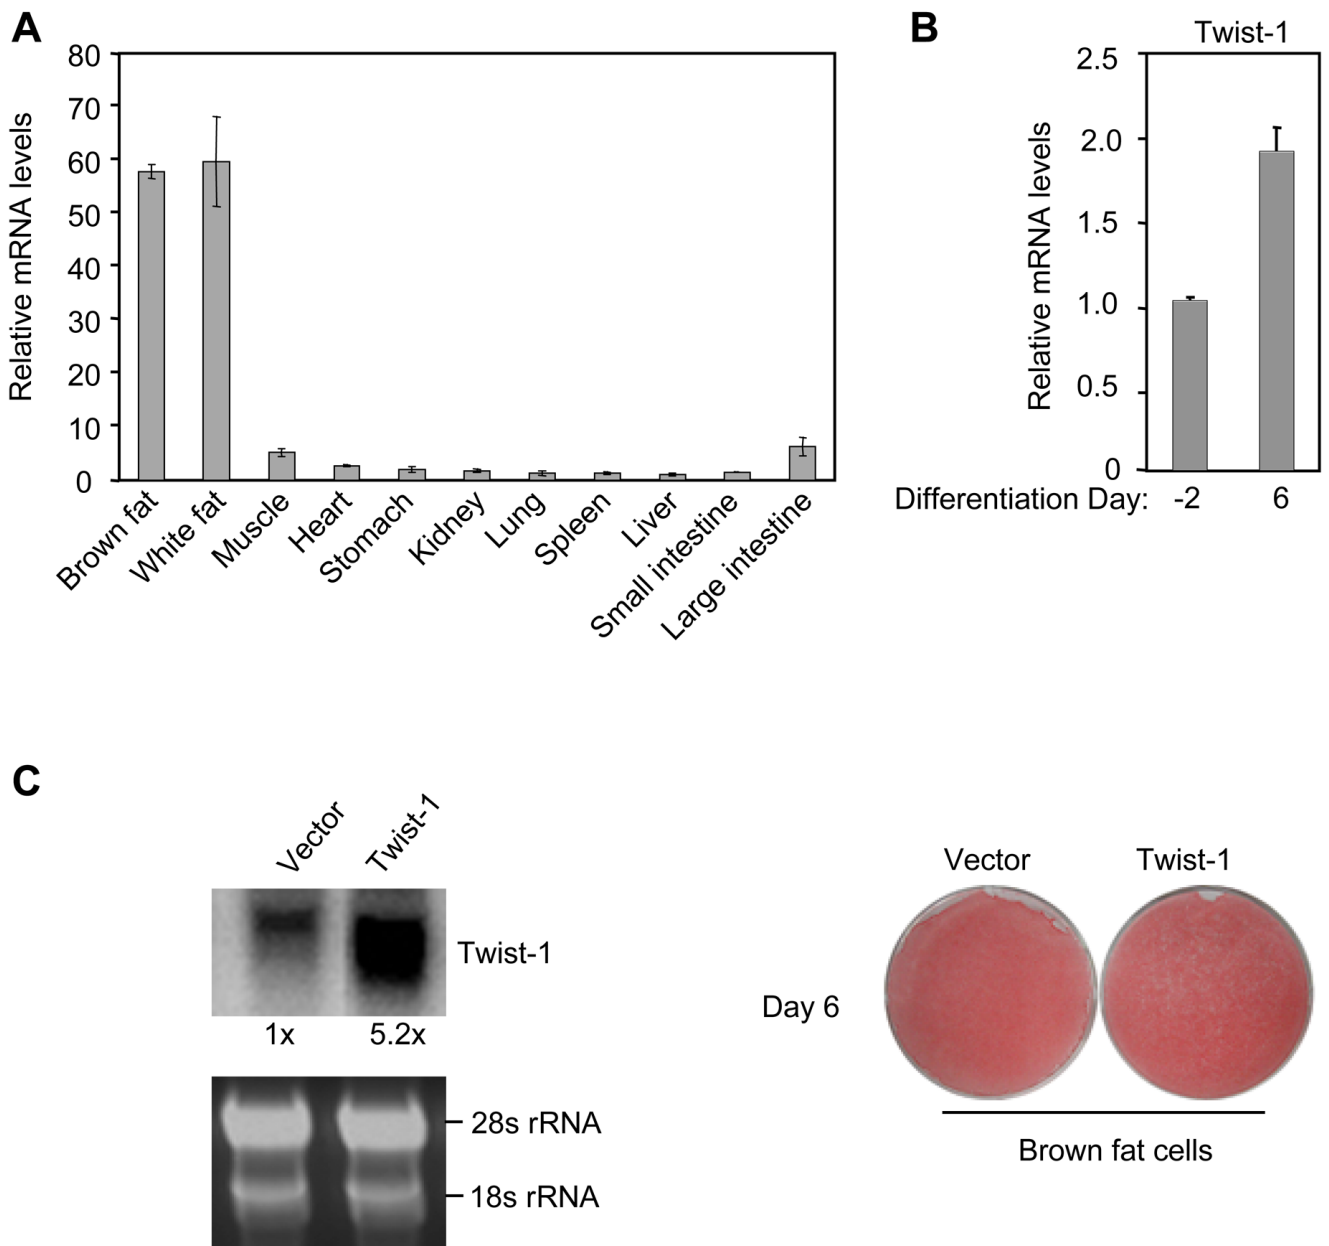 A
Relative mRNA levels
80
70
60
50
40
30
20
10
0
Brown fat
White fat
Muscle
Heart
Stomach
Kidney
Lung
Spleen
Liver
Small intestine
Large intestine
B
Twist-1
Relative mRNA levels
2.5
2.0
1.5
1.0
0.5
0
Differentiation Day: -2 6
C
Vector
Twist-1
Twist-1
1x 5.2x
28s rRNA
18s rRNA
Vector Twist-1
Day 6
Brown fat cells